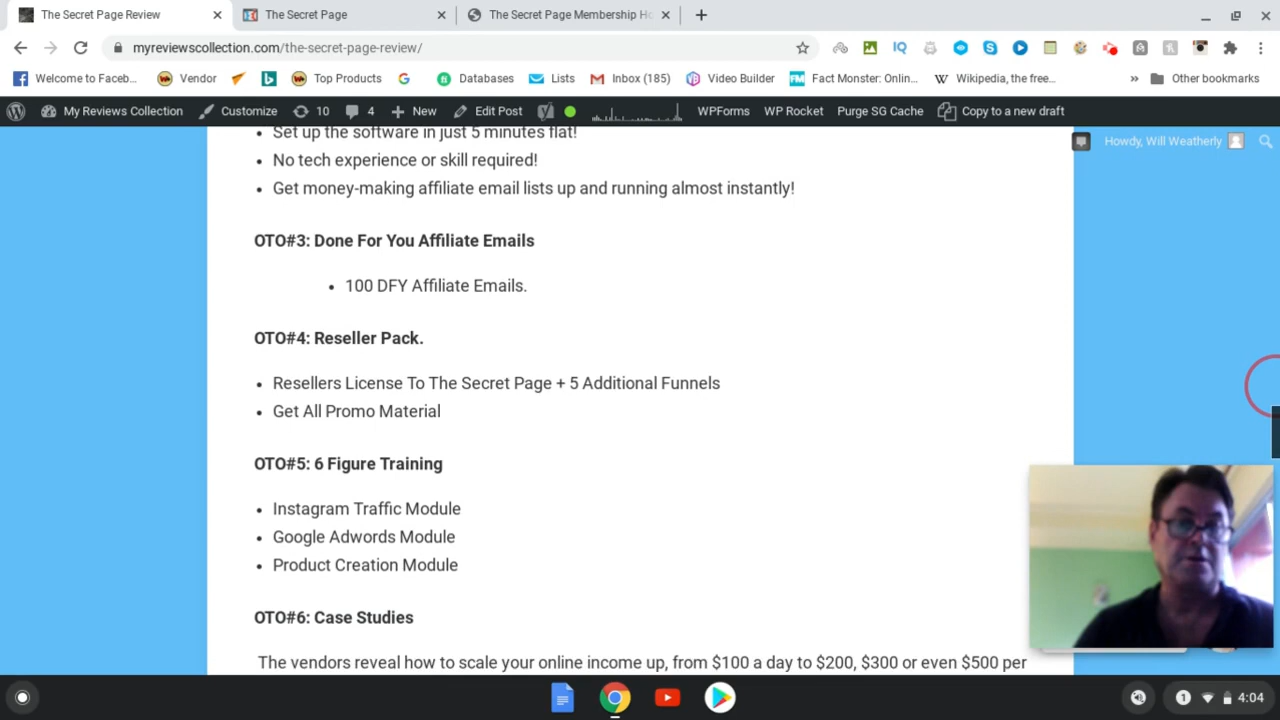 The Secret Page Review
The Secret Page
The Secret Page Membership Ho
myreviewscollection.com/the-secret-page-review/
Welcome to Faceb...
Vendor
Top Products
Databases
Lists
Inbox (185)
Video Builder
Fact Monster: Onlin...
Wikipedia, the free...
Other bookmarks
My Reviews Collection
Customize
10
4
New
Edit Post
WPForms
WP Rocket
Purge SG Cache
Copy to a new draft
Howdy, Will Weatherly
• Set up the software in just 5 minutes flat!
• No tech experience or skill required!
• Get money-making affiliate email lists up and running almost instantly!
OTO#3: Done For You Affiliate Emails
• 100 DFY Affiliate Emails.
OTO#4: Reseller Pack.
• Resellers License To The Secret Page + 5 Additional Funnels
• Get All Promo Material
OTO#5: 6 Figure Training
• Instagram Traffic Module
• Google Adwords Module
• Product Creation Module
OTO#6: Case Studies
The vendors reveal how to scale your online income up, from $100 a day to $200, $300 or even $500 per
1
4:04